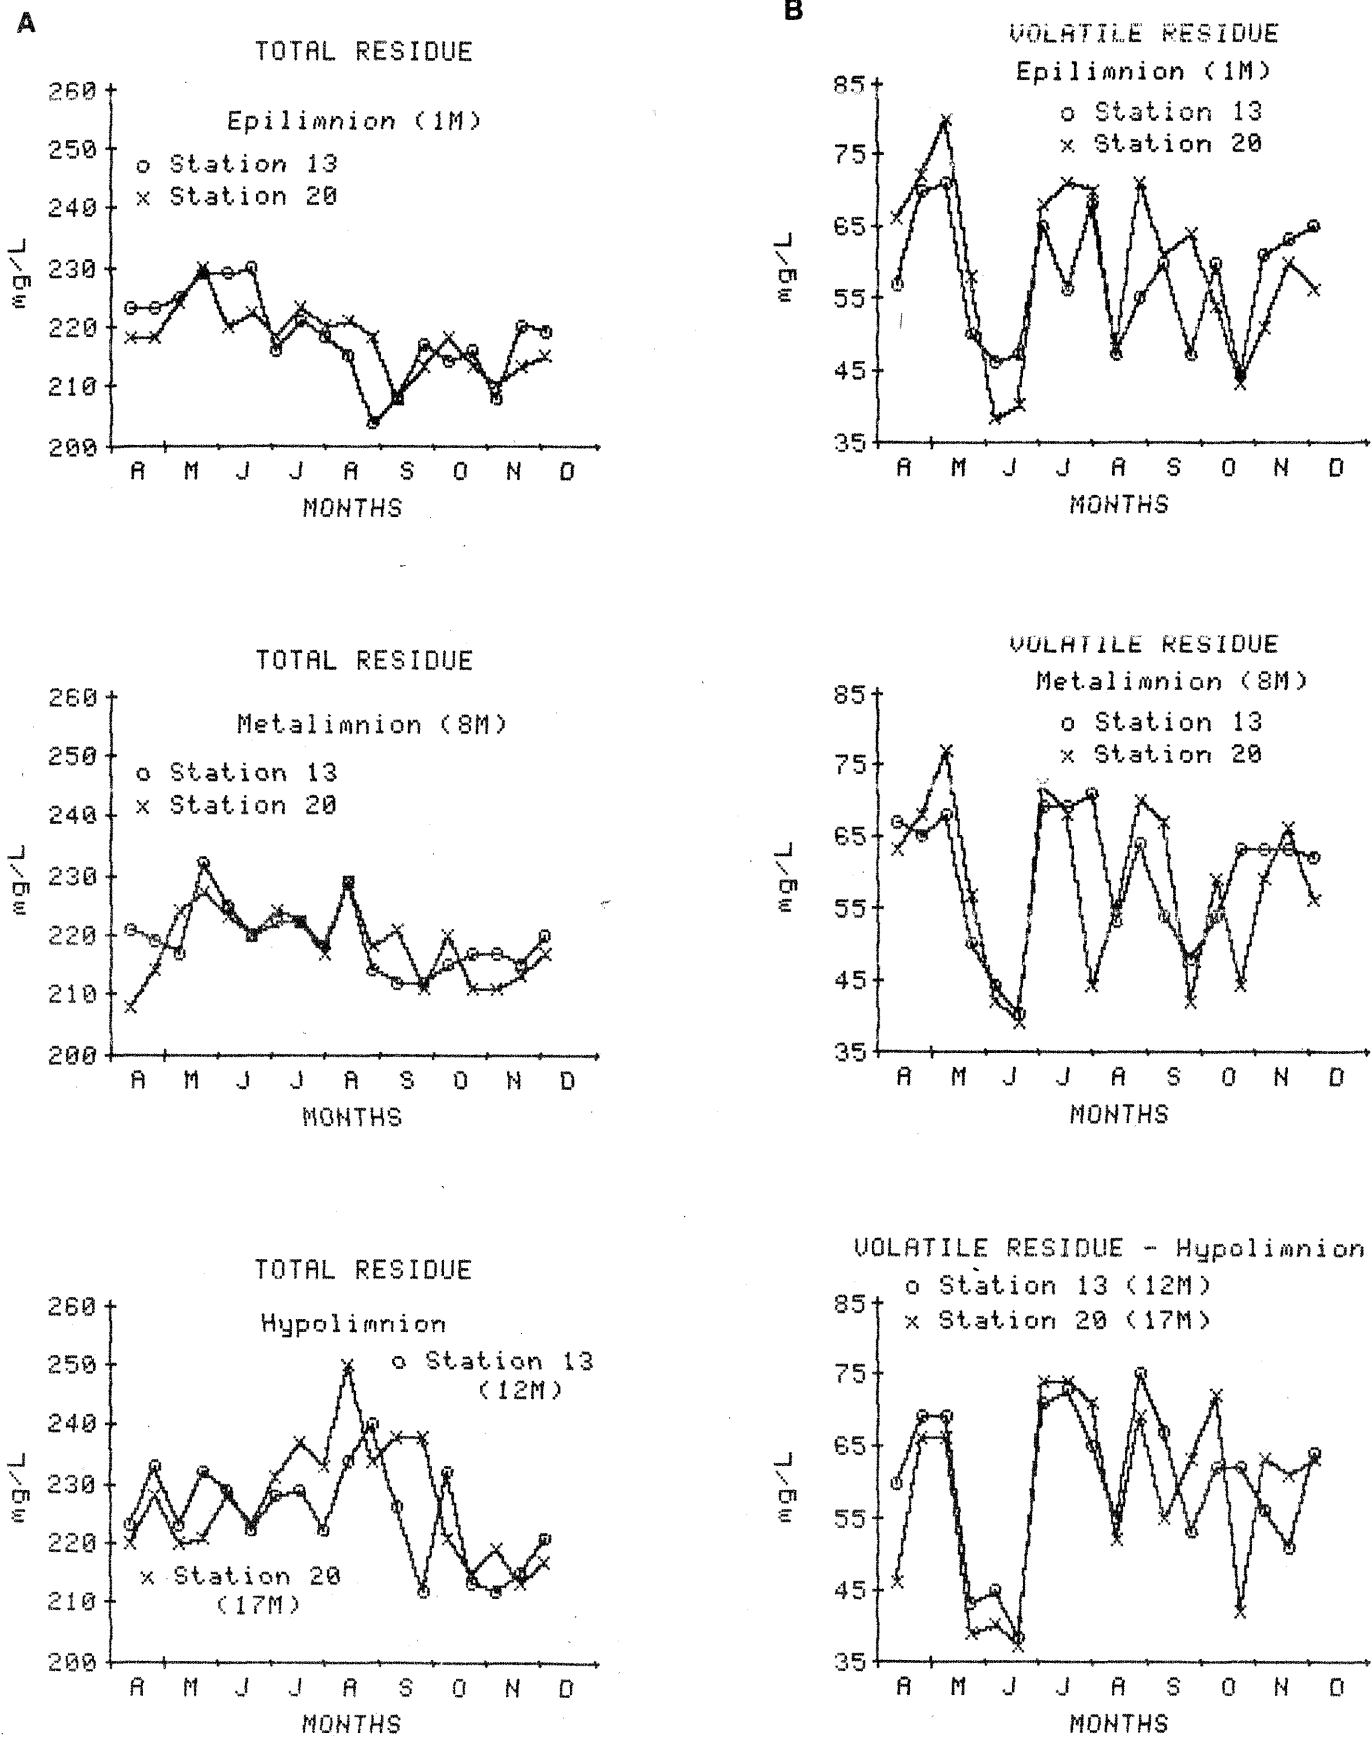 A
TOTAL RESIDUE
Epilimnion (1M)
o Station 13
x Station 20
260
250
240
230
220
210
200
mg/L
A M J J A S O N D
MONTHS
TOTAL RESIDUE
Metalimnion (8M)
o Station 13
x Station 20
260
250
240
230
220
210
200
mg/L
A M J J A S O N D
MONTHS
TOTAL RESIDUE
Hypolimnion
o Station 13
(12M)
x Station 20
(17M)
260
250
240
230
220
210
200
mg/L
A M J J A S O N D
MONTHS
B
VOLATILE RESIDUE
Epilimnion (1M)
o Station 13
x Station 20
85
75
65
55
45
35
mg/L
A M J J A S O N D
MONTHS
VOLATILE RESIDUE
Metalimnion (8M)
o Station 13
x Station 20
85
75
65
55
45
35
mg/L
A M J J A S O N D
MONTHS
VOLATILE RESIDUE - Hypolimnion
o Station 13 (12M)
x Station 20 (17M)
85
75
65
55
45
35
mg/L
A M J J A S O N D
MONTHS